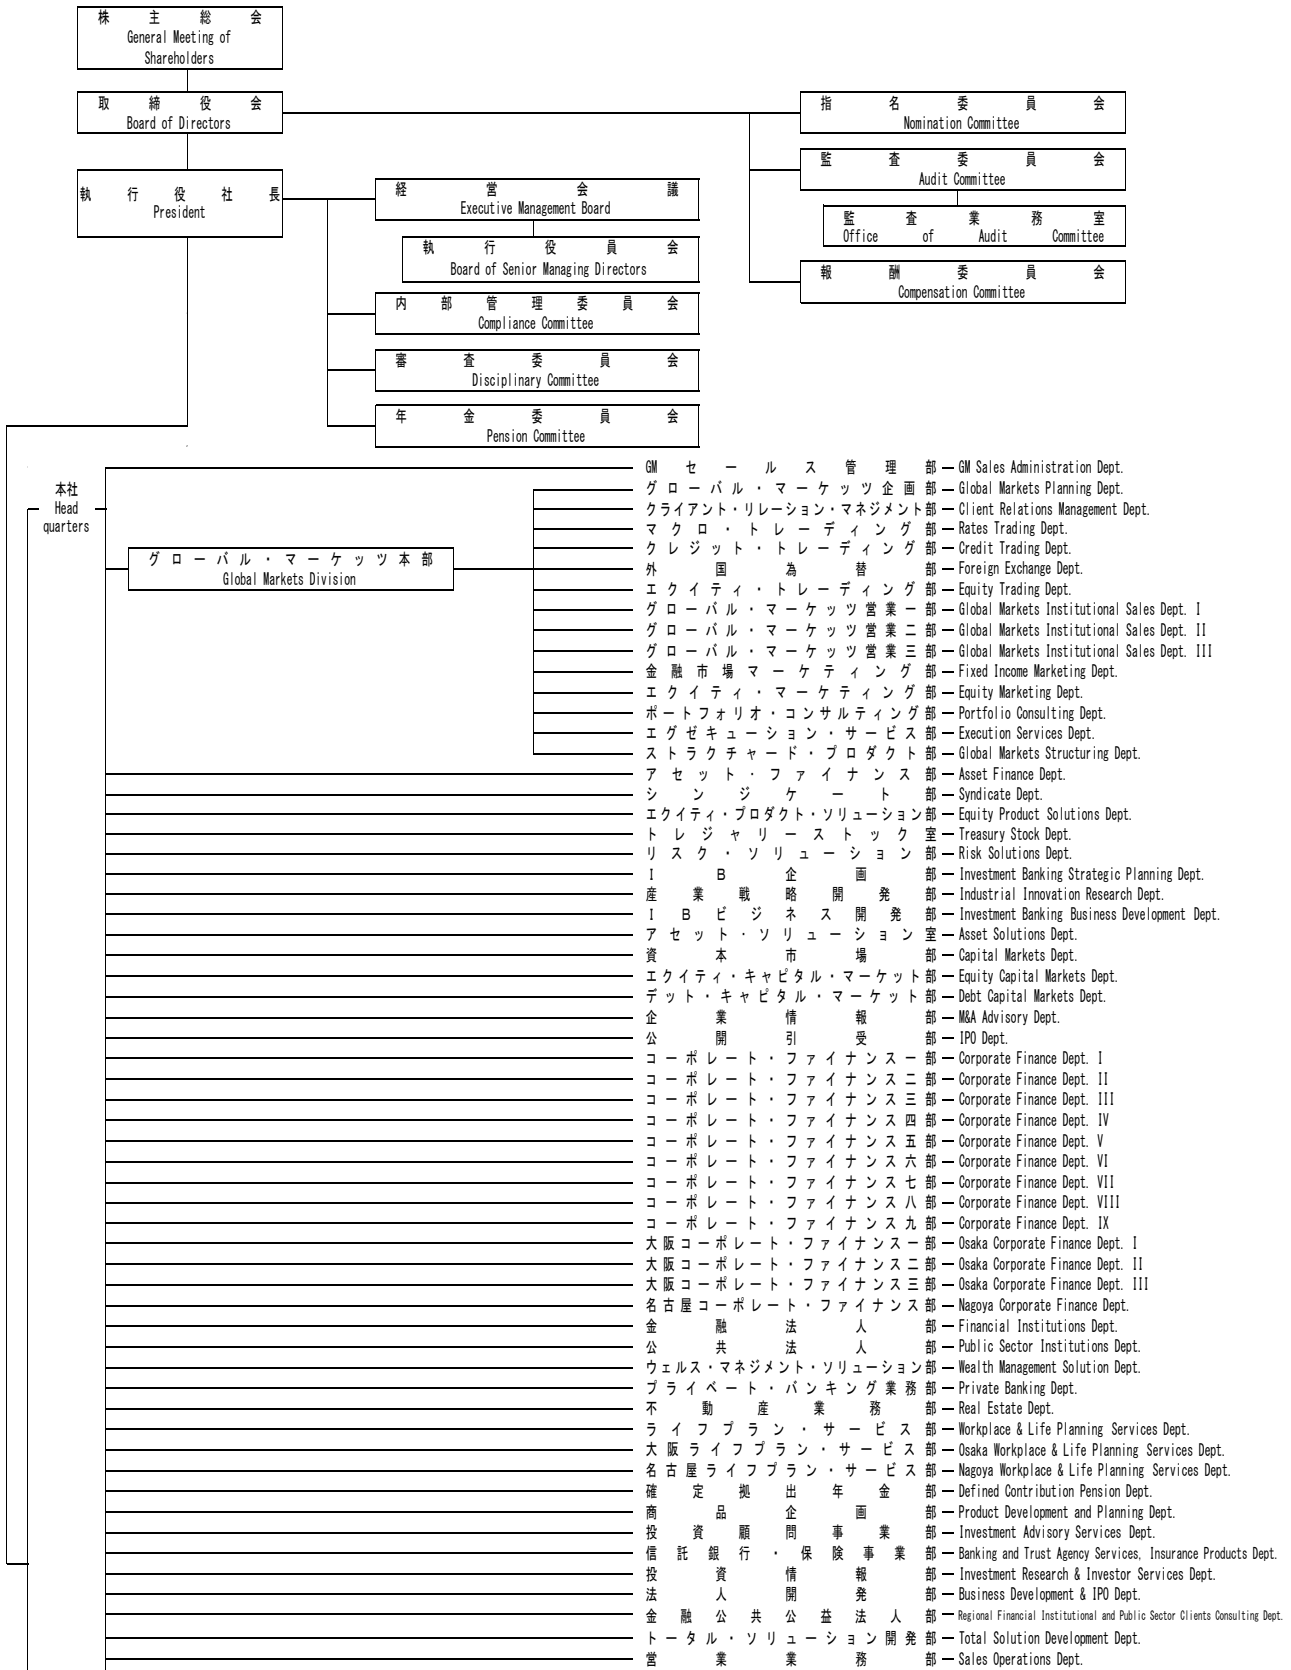 株主総会
General Meeting of
Shareholders
取締役会
Board of Directors
指名委員会
Nomination Committee
監査委員会
Audit Committee
監査業務室
Office of Audit Committee
報酬委員会
Compensation Committee
執行役社長
President
経営会議
Executive Management Board
執行役員会
Board of Senior Managing Directors
内部管理委員会
Compliance Committee
審査委員会
Disciplinary Committee
年金委員会
Pension Committee
本社
Head
quarters
グローバル・マーケッツ本部
Global Markets Division
GMセールス管理部 GM Sales Administration Dept.
グローバル・マーケッツ企画部 Global Markets Planning Dept.
クライアント・リレーション・マネジメント部 Client Relations Management Dept.
マクロ・トレーディング部 Rates Trading Dept.
クレジット・トレーディング部 Credit Trading Dept.
外国為替部 Foreign Exchange Dept.
エクイティ・トレーディング部 Equity Trading Dept.
グローバル・マーケッツ営業一部 Global Markets Institutional Sales Dept. I
グローバル・マーケッツ営業二部 Global Markets Institutional Sales Dept. II
グローバル・マーケッツ営業三部 Global Markets Institutional Sales Dept. III
金融市場マーケティング部 Fixed Income Marketing Dept.
エクイティ・マーケティング部 Equity Marketing Dept.
ポートフォリオ・コンサルティング部 Portfolio Consulting Dept.
エグゼキューション・サービス部 Execution Services Dept.
ストラクチャード・プロダクト部 Global Markets Structuring Dept.
アセット・ファイナンス部 Asset Finance Dept.
シンジケート部 Syndicate Dept.
エクイティ・プロダクト・ソリューション部 Equity Product Solutions Dept.
トレジャリーストック室 Treasury Stock Dept.
リスク・ソリューション部 Risk Solutions Dept.
IB企画部 Investment Banking Strategic Planning Dept.
産業戦略開発部 Industrial Innovation Research Dept.
IBビジネス開発部 Investment Banking Business Development Dept.
アセット・ソリューション室 Asset Solutions Dept.
資本市場部 Capital Markets Dept.
エクイティ・キャピタル・マーケット部 Equity Capital Markets Dept.
デット・キャピタル・マーケット部 Debt Capital Markets Dept.
企業情報部 M&A Advisory Dept.
公開引受部 IPO Dept.
コーポレート・ファイナンス一部 Corporate Finance Dept. I
コーポレート・ファイナンス二部 Corporate Finance Dept. II
コーポレート・ファイナンス三部 Corporate Finance Dept. III
コーポレート・ファイナンス四部 Corporate Finance Dept. IV
コーポレート・ファイナンス五部 Corporate Finance Dept. V
コーポレート・ファイナンス六部 Corporate Finance Dept. VI
コーポレート・ファイナンス七部 Corporate Finance Dept. VII
コーポレート・ファイナンス八部 Corporate Finance Dept. VIII
コーポレート・ファイナンス九部 Corporate Finance Dept. IX
大阪コーポレート・ファイナンス一部 Osaka Corporate Finance Dept. I
大阪コーポレート・ファイナンス二部 Osaka Corporate Finance Dept. II
大阪コーポレート・ファイナンス三部 Osaka Corporate Finance Dept. III
名古屋コーポレート・ファイナンス部 Nagoya Corporate Finance Dept.
金融法人部 Financial Institutions Dept.
公共法人部 Public Sector Institutions Dept.
ウェルス・マネジメント・ソリューション部 Wealth Management Solution Dept.
プライベート・バンキング業務部 Private Banking Dept.
不動産業務部 Real Estate Dept.
ライフプラン・サービス部 Workplace & Life Planning Services Dept.
大阪ライフプラン・サービス部 Osaka Workplace & Life Planning Services Dept.
名古屋ライフプラン・サービス部 Nagoya Workplace & Life Planning Services Dept.
確定拠出年金部 Defined Contribution Pension Dept.
商品企画部 Product Development and Planning Dept.
投資顧問事業部 Investment Advisory Services Dept.
信託銀行・保険事業部 Banking and Trust Agency Services, Insurance Products Dept.
投資情報部 Investment Research & Investor Services Dept.
法人開発部 Business Development & IPO Dept.
金融公共公益法人部 Regional Financial Institutional and Public Sector Clients Consulting Dept.
トータル・ソリューション開発部 Total Solution Development Dept.
営業業務部 Sales Operations Dept.